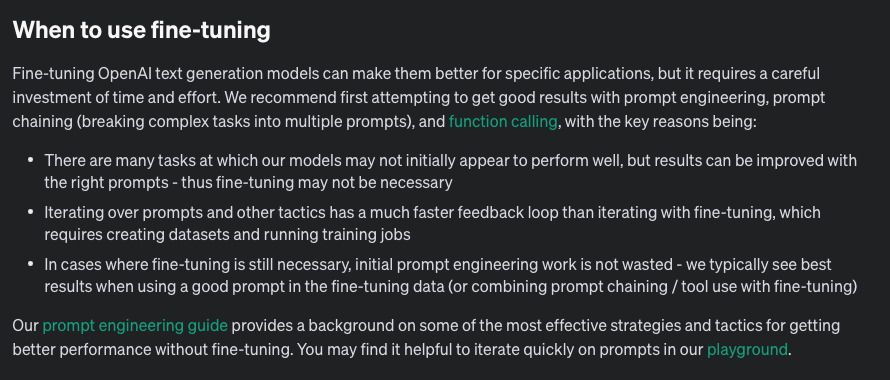 When to use fine-tuning
Fine-tuning OpenAI text generation models can make them better for specific applications, but it requires a careful
investment of time and effort. We recommend first attempting to get good results with prompt engineering, prompt
chaining (breaking complex tasks into multiple prompts), and function calling, with the key reasons being:
• There are many tasks at which our models may not initially appear to perform well, but results can be improved with
the right prompts - thus fine-tuning may not be necessary
• Iterating over prompts and other tactics has a much faster feedback loop than iterating with fine-tuning, which
requires creating datasets and running training jobs
• In cases where fine-tuning is still necessary, initial prompt engineering work is not wasted - we typically see best
results when using a good prompt in the fine-tuning data (or combining prompt chaining / tool use with fine-tuning)
Our prompt engineering guide provides a background on some of the most effective strategies and tactics for getting
better performance without fine-tuning. You may find it helpful to iterate quickly on prompts in our playground.